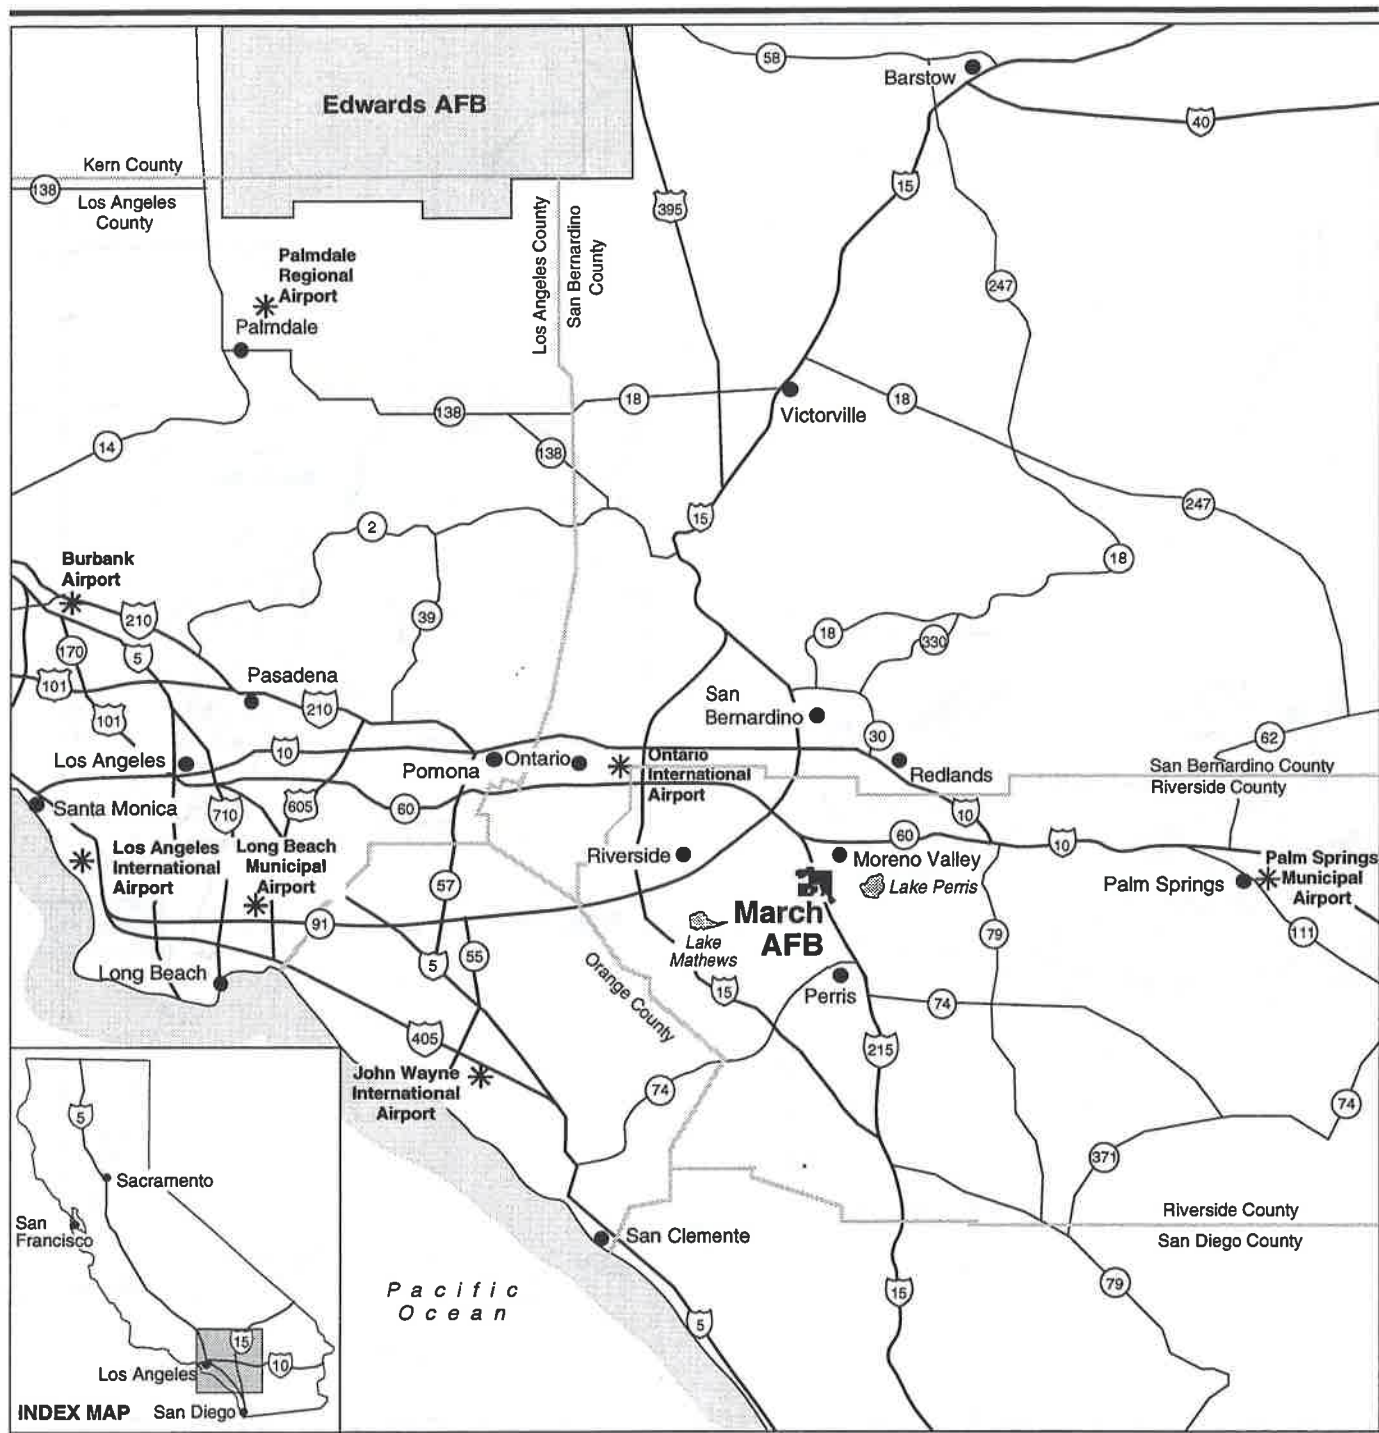 58
Barstow
Edwards AFB
40
Kern County
138
Los Angeles
County
15
395
Los Angeles County
San Bernardino
County
Palmdale
Regional
Airport
247
Palmdale
138
18
Victorville
18
14
138
247
15
2
18
Burbank
Airport
210
39
18
330
170
5
101
Pasadena
210
101
San
Bernardino
30
62
Los Angeles
10
Pomona
Ontario
Ontario
International
Airport
Redlands
San Bernardino County
Riverside County
Santa Monica
710
605
60
10
60
10
Los Angeles
International
Airport
Long Beach
Municipal
Airport
Riverside
Moreno Valley
Lake Perris
Palm Springs
Palm Springs
Municipal
Airport
57
91
March
AFB
Lake
Mathews
79
111
55
5
Long Beach
Orange County
15
Perris
74
405
215
John Wayne
International
Airport
74
74
371
5
Sacramento
San
Francisco
San Clemente
Riverside County
San Diego County
79
Pacific
Ocean
15
5
15
10
Los Angeles
INDEX MAP
San Diego